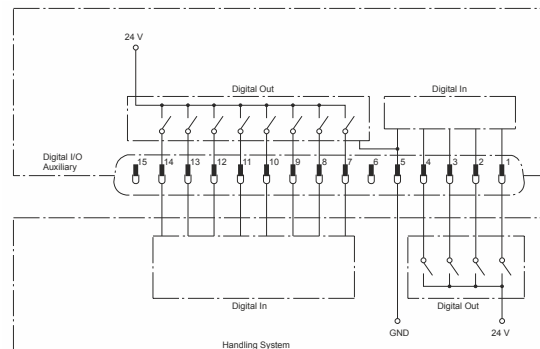 24 V
Digital Out
Digital In
Digital I/O
Auxiliary
15 14 13 12 11 10 9 8 7 6 5 4 3 2 1
Digital In
Digital Out
GND
24 V
Handling System